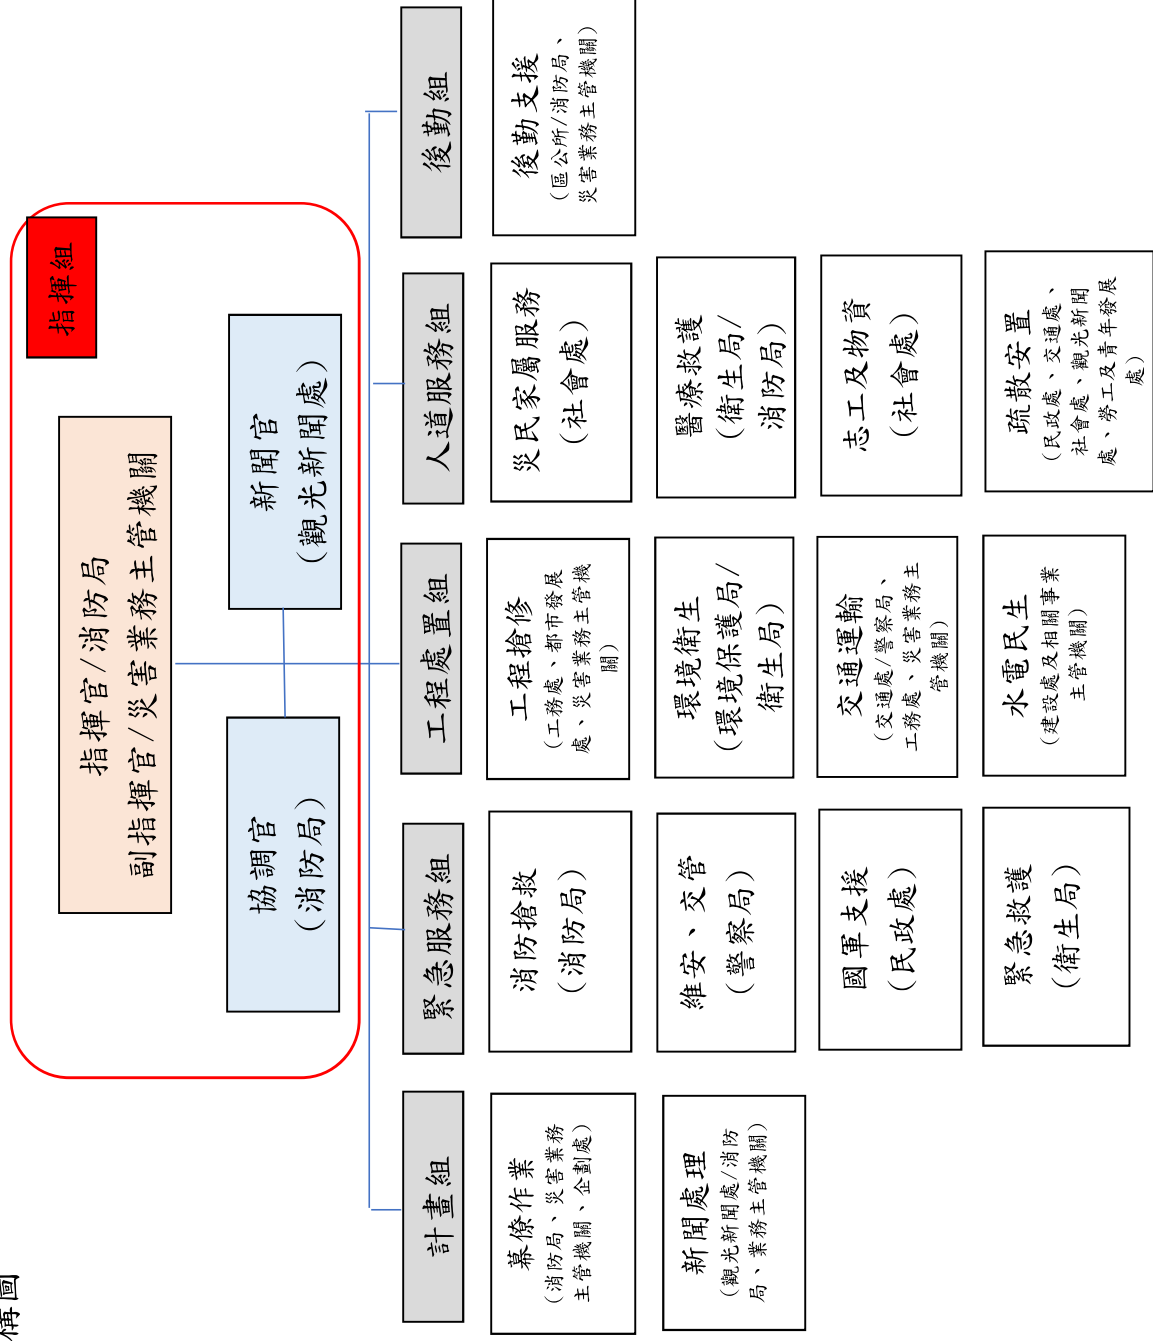 構圖
指揮組
指揮官/消防局
副指揮官/災害業務主管機關
協調官
(消防局)
新聞官
(觀光新聞處)
計畫組
幕僚作業
(消防局、災害業務
主管機關、企劃處)
新聞處理
(觀光新聞處/消防
局、業務主管機關)
緊急服務組
消防搶救
(消防局)
維安、交管
(警察局)
國軍支援
(民政處)
緊急救護
(衛生局)
工程處置組
工程搶修
(工務處、都市發展
處、災害業務主管機
關)
環境衛生
(環境保護局/
衛生局)
交通運輸
(交通處/警察局、
工務處、災害業務主
管機關)
水電民生
(建設處及相關事業
主管機關)
人道服務組
災民家屬服務
(社會處)
醫療救護
(衛生局/
消防局)
志工及物資
(社會處)
疏散安置
(民政處、交通處、
社會處、觀光新聞
處、勞工及青年發展
處)
後勤組
後勤支援
(區公所/消防局、
災害業務主管機關)